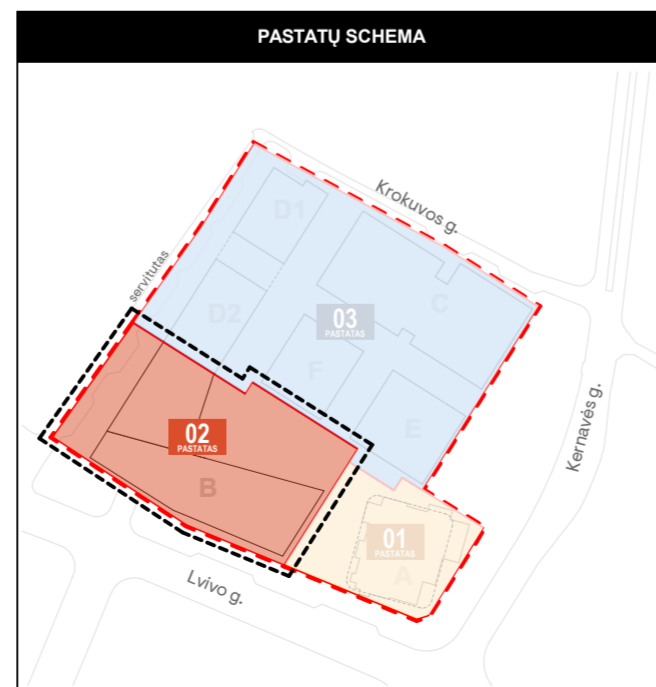 PASTATŲ SCHEMA
Krokuvos g.
D1
servitutas
C
D2
03
PASTATAS
F
E
Kernavės g.
02
PASTATAS
B
01
PASTATAS
A
Lvivo g.